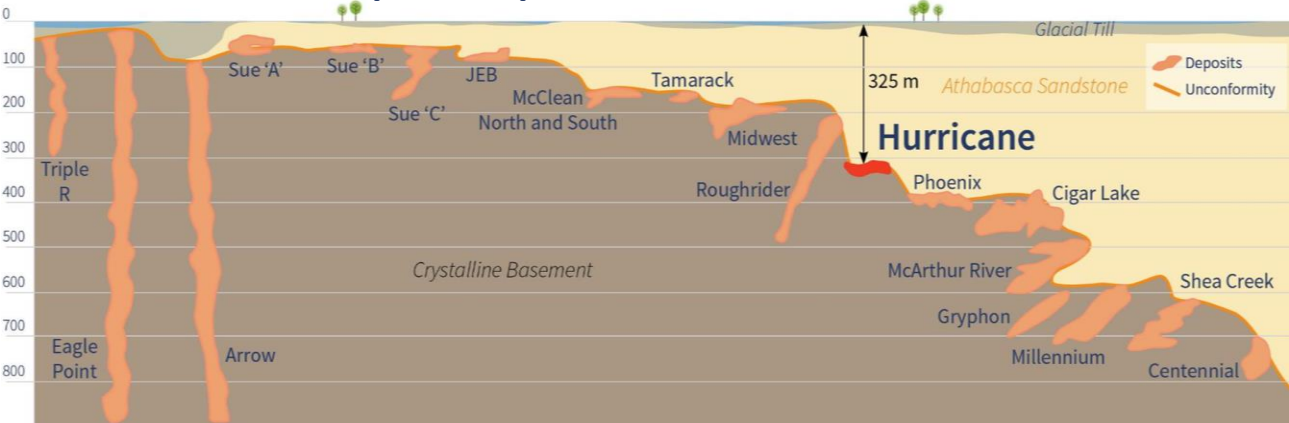 0
100
200
300
400
500
600
700
800
Glacial Till
Deposits
Unconformity
Athabasca Sandstone
325 m
Hurricane
Sue 'A'
Sue 'B'
Sue 'C'
JEB
McClean
North and South
Tamarack
Midwest
Roughrider
Phoenix
Cigar Lake
McArthur River
Gryphon
Millennium
Shea Creek
Centennial
Triple
R
Eagle
Point
Arrow
Crystalline Basement